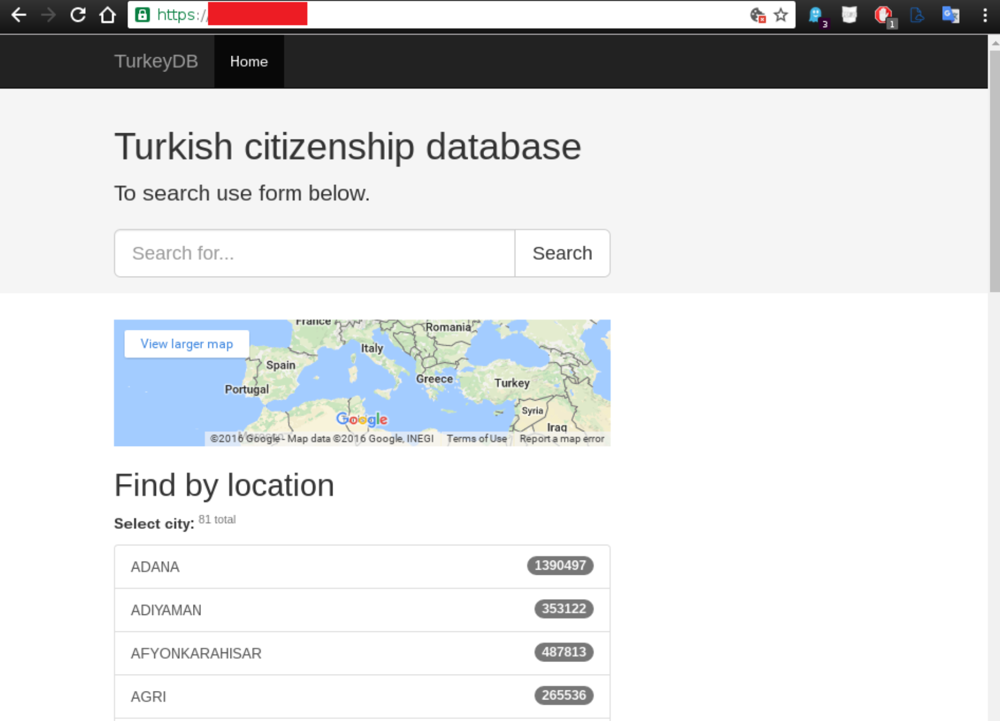 https://
3
1
TurkeyDB Home
Turkish citizenship database
To search use form below.
Search for... Search
View larger map
France
Romania
Italy
Spain
Greece
Turkey
Portugal
Syria
Google
Iraq
©2016 Google - Map data ©2016 Google, INEGI Terms of Use Report a map error
Find by location
Select city: 81 total
ADANA 1390497
ADIYAMAN 353122
AFYONKARAHISAR 487813
AGRI 265536